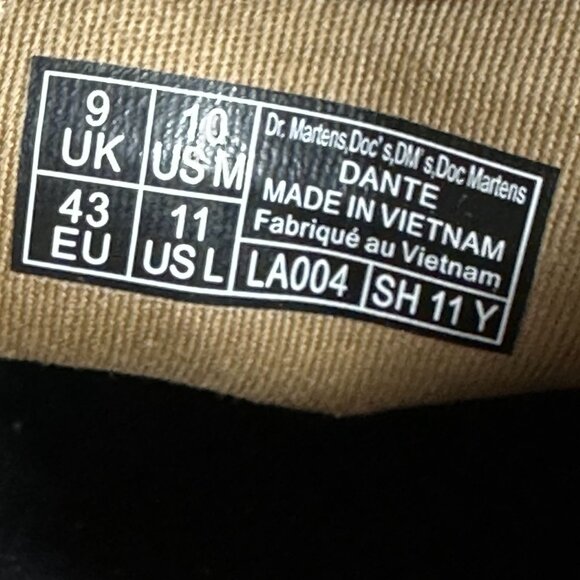 9
UK
10
US M
43
EU
11
US L
Dr. Martens,Doc's,DM's,Doc Martens
DANTE
MADE IN VIETNAM
Fabriqué au Vietnam
LA004
SH 11 Y